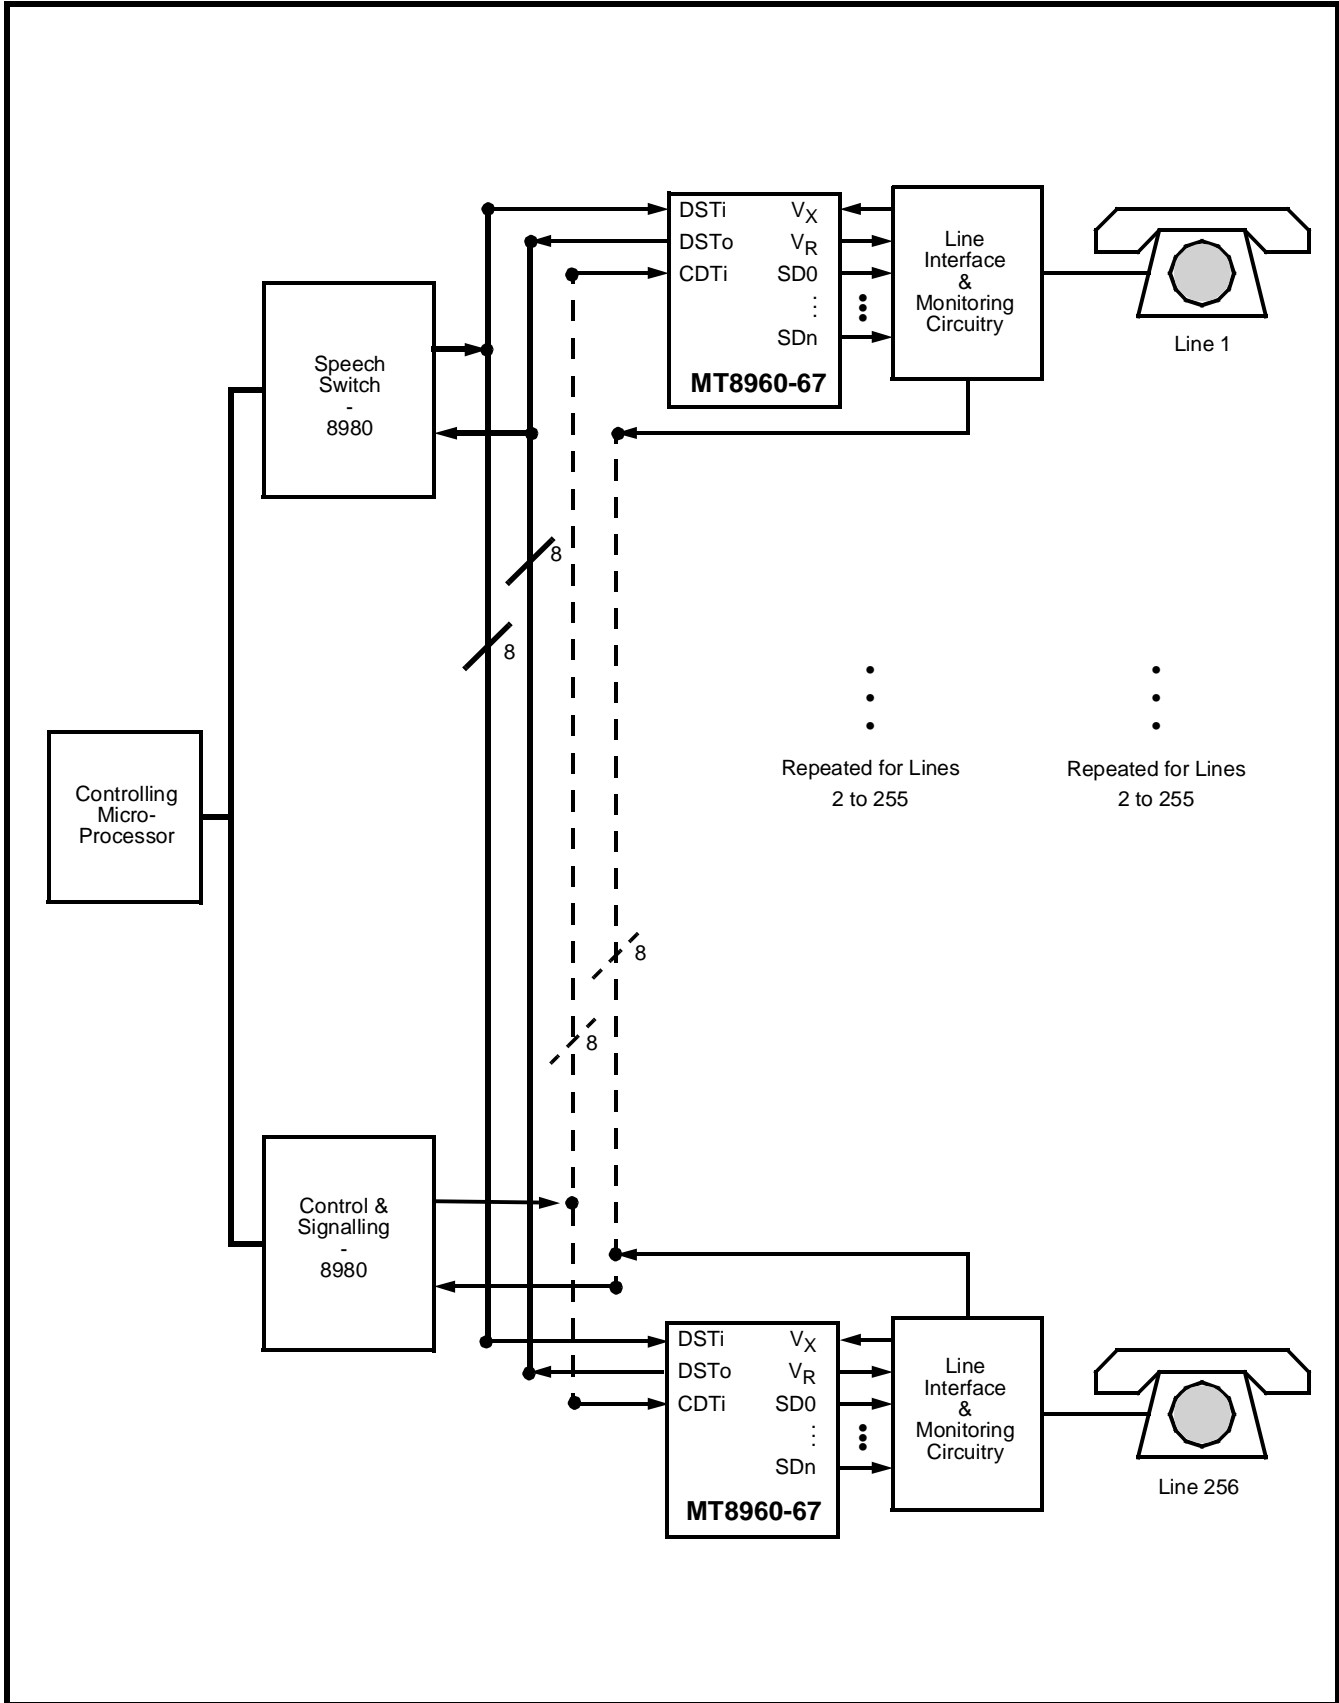 DSTi
DSTo
CDTi
VX
VR
SD0
SDn
MT8960-67
Line
Interface
&
Monitoring
Circuitry
Line 1
Speech
Switch
-
8980
8
8
Repeated for Lines
2 to 255
Repeated for Lines
2 to 255
Controlling
Micro-
Processor
8
8
Control &
Signalling
-
8980
DSTi
DSTo
CDTi
VX
VR
SD0
SDn
MT8960-67
Line
Interface
&
Monitoring
Circuitry
Line 256